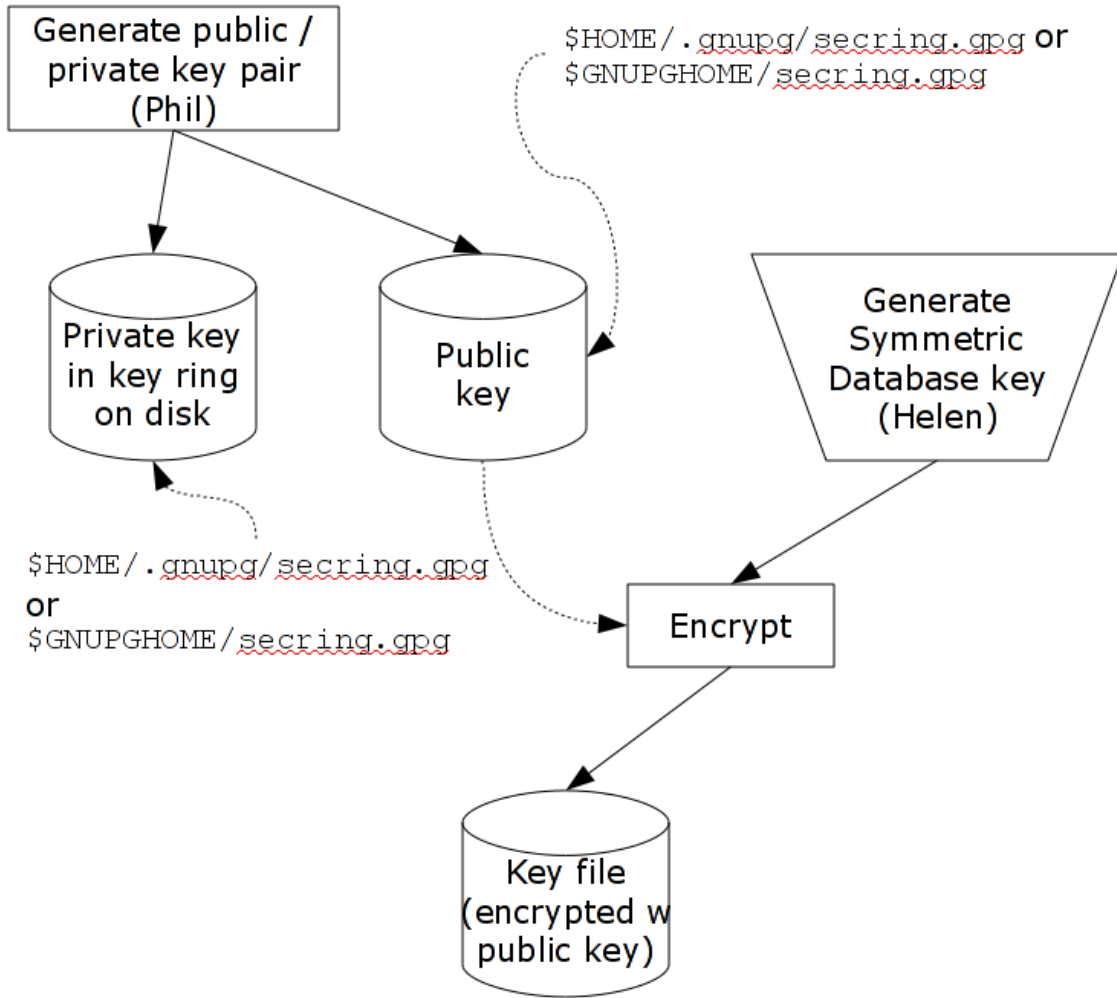 Generate public /
private key pair
(Phil)
$HOME/.gnupg/secring.gpg or
$GNUPGHOME/secring.gpg
Private key
in key ring
on disk
Public
key
Generate
Symmetric
Database key
(Helen)
$HOME/.gnupg/secring.gpg
or
$GNUPGHOME/secring.gpg
Encrypt
Key file
(encrypted w
public key)